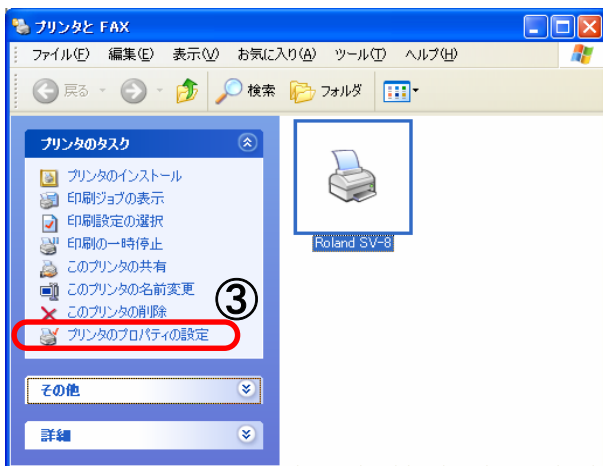 プリンタと FAX
ファイル(F) 編集(E) 表示(V) お気に入り(A) ツール(T) ヘルプ(H)
戻る 検索 フォルダ
プリンタのタスク
プリンタのインストール
印刷ジョブの表示
印刷設定の選択
印刷の一時停止
このプリンタの共有
このプリンタの名前変更
このプリンタの削除
③
プリンタのプロパティの設定
その他
詳細
Roland SV-8